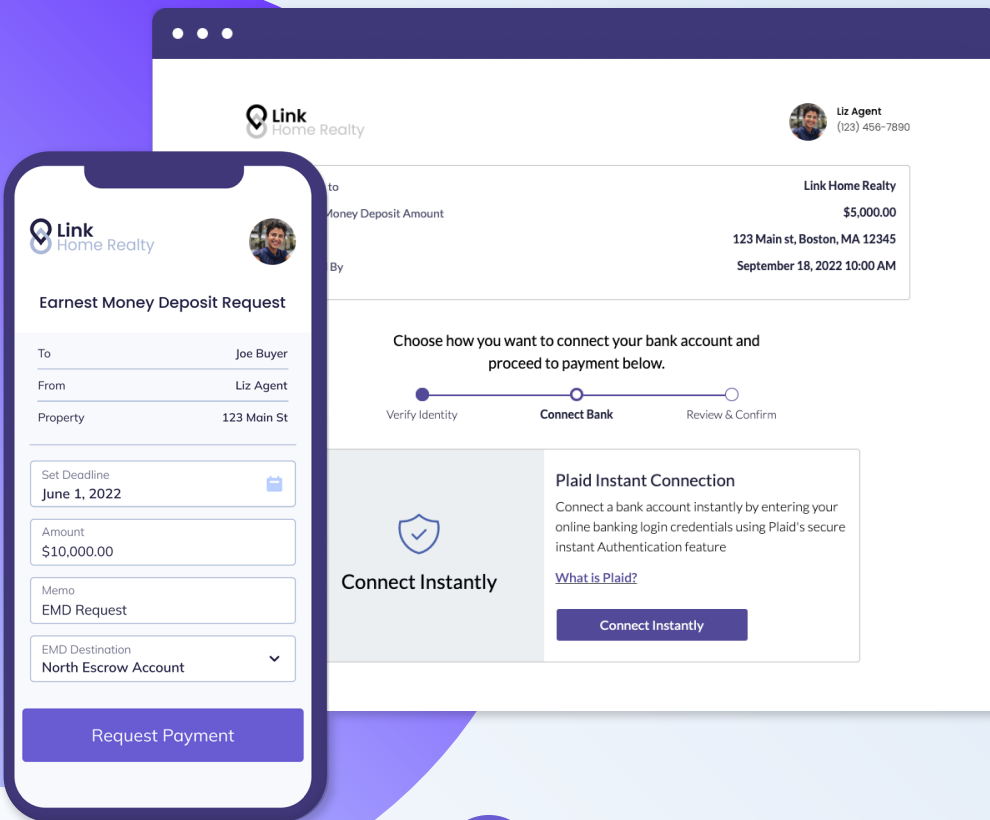 Link
Home Realty
Liz Agent
(123) 456-7890
to
Link Home Realty
Money Deposit Amount
$5,000.00
123 Main st, Boston, MA 12345
By
September 18, 2022 10:00 AM
Choose how you want to connect your bank account and
proceed to payment below.
Verify Identity
Connect Bank
Review & Confirm
Connect Instantly
Plaid Instant Connection
Connect a bank account instantly by entering your
online banking login credentials using Plaid's secure
instant Authentication feature
What is Plaid?
Connect Instantly
Link
Home Realty
Earnest Money Deposit Request
To
Joe Buyer
From
Liz Agent
Property
123 Main St
Set Deadline
June 1, 2022
Amount
$10,000.00
Memo
EMD Request
EMD Destination
North Escrow Account
Request Payment